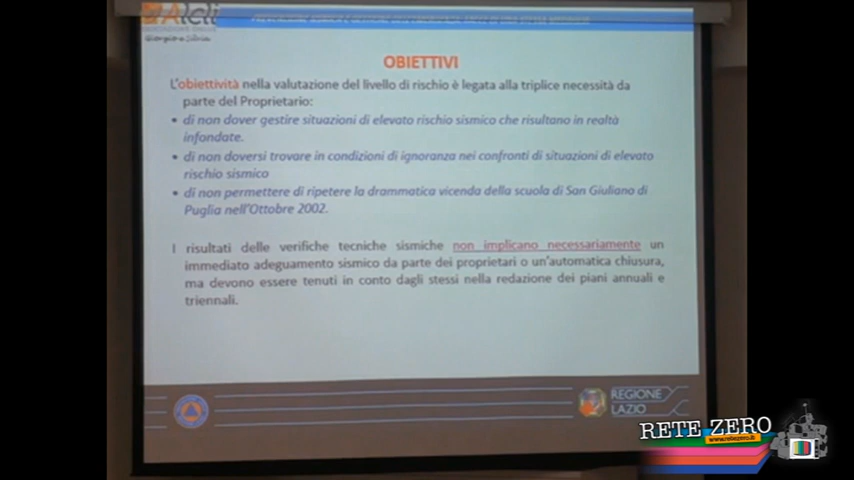 OBIETTIVI
L'obiettività nella valutazione del livello di rischio è legata alla triplice necessità da
parte del Proprietario:
• di non dover gestire situazioni di elevato rischio sismico che risultano in realtà
infondate.
• di non doversi trovare in condizioni di ignoranza nei confronti di situazioni di elevato
rischio sismico
• di non permettere di ripetere la drammatica vicenda della scuola di San Giuliano di
Puglia nell'Ottobre 2002.
I risultati delle verifiche tecniche sismiche non implicano necessariamente un
immediato adeguamento sismico da parte dei proprietari o un'automatica chiusura,
ma devono essere tenuti in conto dagli stessi nella redazione dei piani annuali e
triennali.
REGIONE
LAZIO
RETE ZERO
www.retezero.it